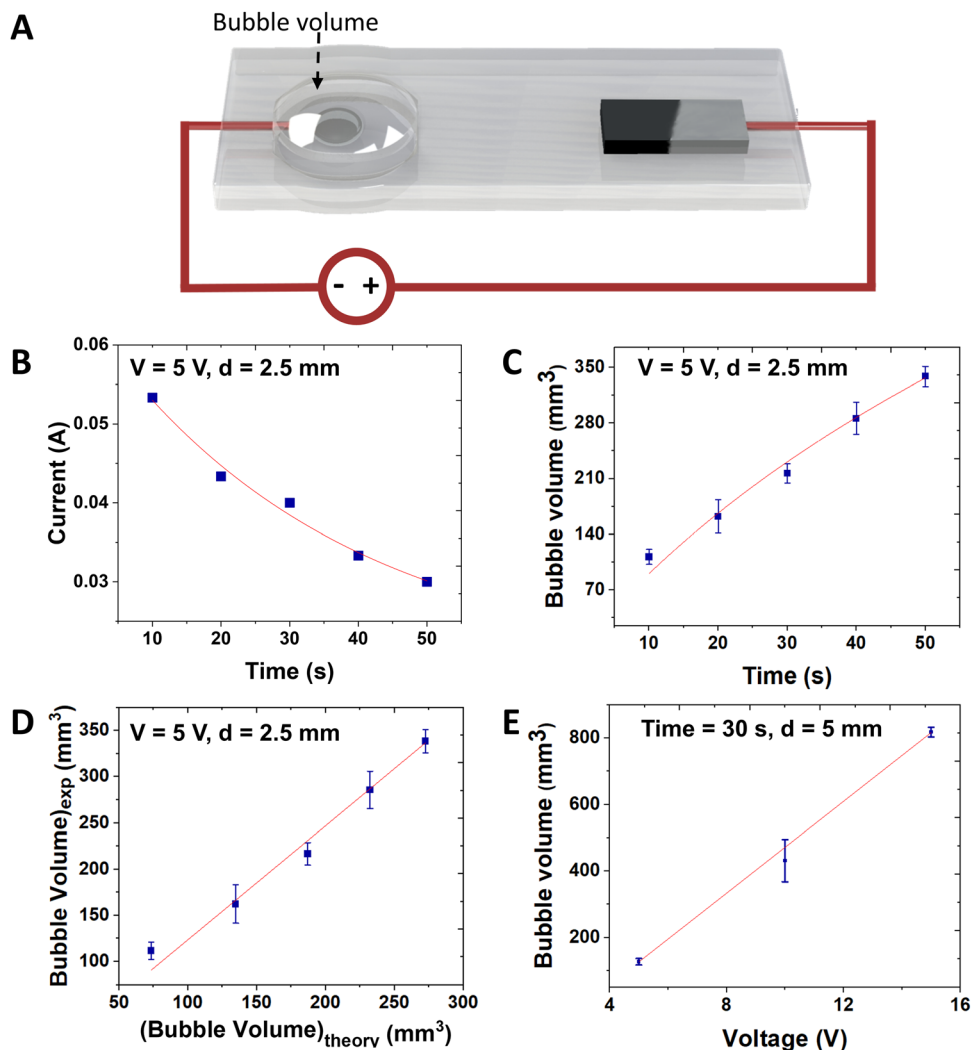 A
Bubble volume
- +
B
V = 5 V, d = 2.5 mm
Current (A)
0.06
0.05
0.04
0.03
10 20 30 40 50
Time (s)
C
V = 5 V, d = 2.5 mm
Bubble volume (mm³)
350
280
210
140
70
10 20 30 40 50
Time (s)
D
V = 5 V, d = 2.5 mm
(Bubble Volume)exp (mm³)
350
300
250
200
150
100
50 100 150 200 250 300
(Bubble Volume)theory (mm³)
E
Time = 30 s, d = 5 mm
Bubble volume (mm³)
800
600
400
200
4 8 12 16
Voltage (V)